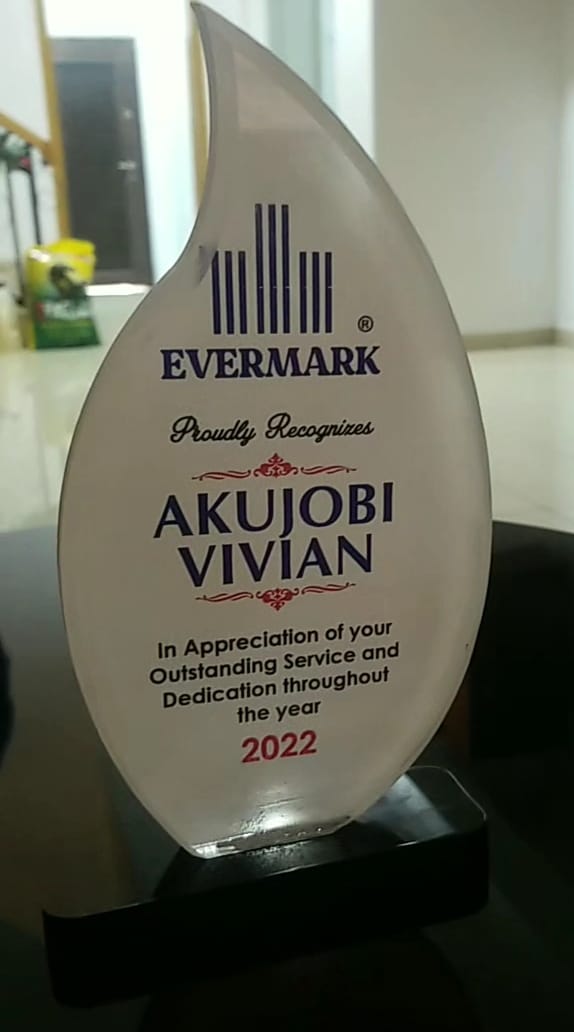 ®
EVERMARK
Proudly Recognizes
AKUJOBI
VIVIAN
In Appreciation of your
Outstanding Service and
Dedication throughout
the year
2022